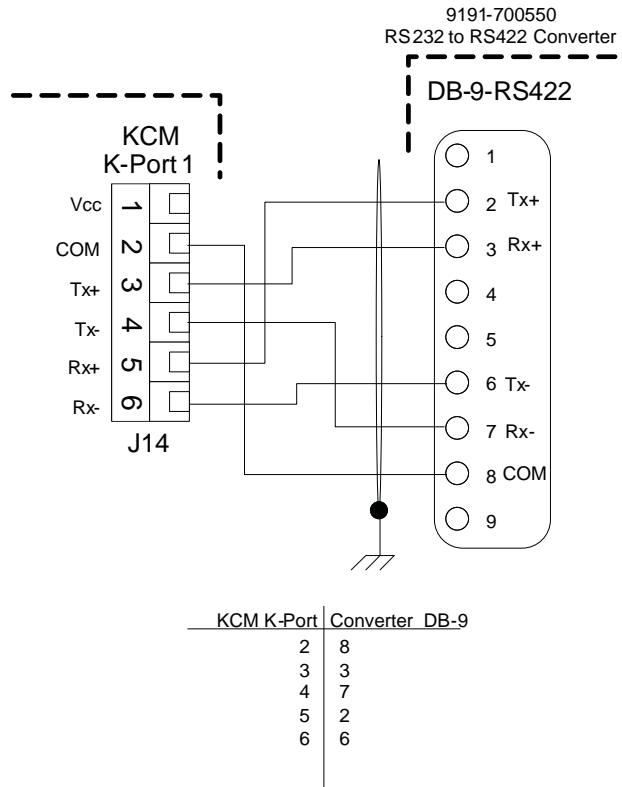 9191-700550
RS232 to RS422 Converter
DB-9-RS422
KCM
K-Port 1
Vcc 1
COM 2
Tx+ 3
Tx- 4
Rx+ 5
Rx- 6
J14
1
2 Tx+
3 Rx+
4
5
6 Tx-
7 Rx-
8 COM
9
KCM K-Port Converter DB-9
2 8
3 3
4 7
5 2
6 6